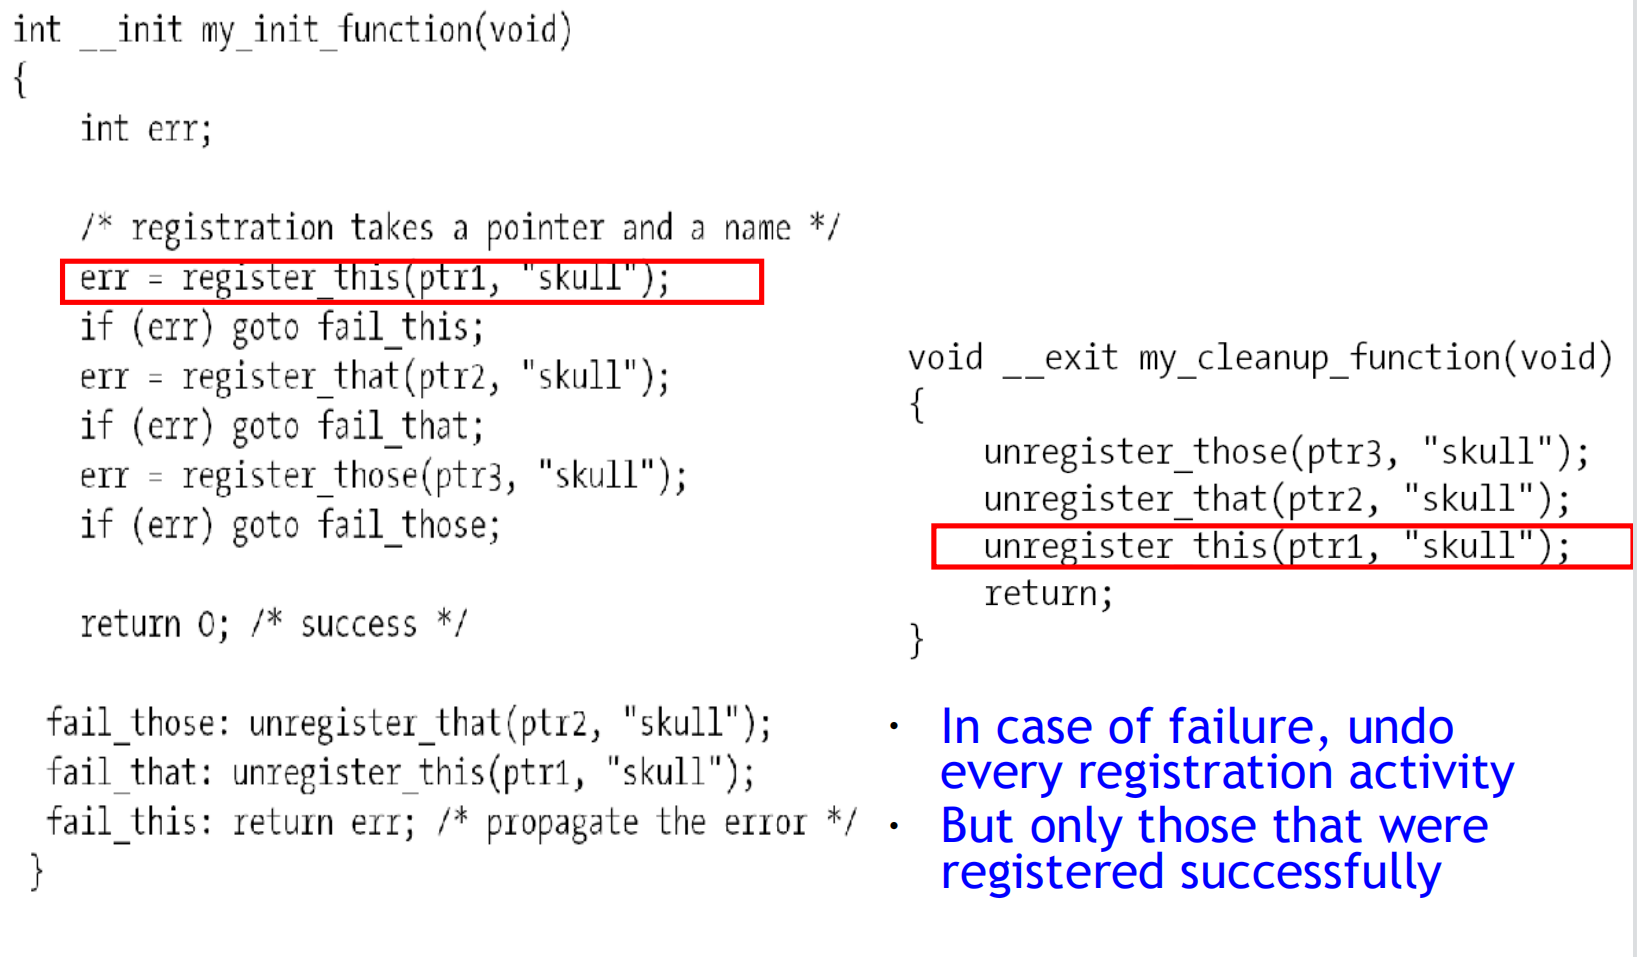 int __init my_init_function(void)
{
int err;
/* registration takes a pointer and a name */
err = register_this(ptr1, "skull");
if (err) goto fail_this;
err = register_that(ptr2, "skull");
if (err) goto fail_that;
err = register_those(ptr3, "skull");
if (err) goto fail_those;
return 0; /* success */
fail_those: unregister_that(ptr2, "skull");
fail_that: unregister_this(ptr1, "skull");
fail_this: return err; /* propagate the error */
}
void __exit my_cleanup_function(void)
{
unregister_those(ptr3, "skull");
unregister_that(ptr2, "skull");
unregister_this(ptr1, "skull");
return;
}
· In case of failure, undo
every registration activity
· But only those that were
registered successfully